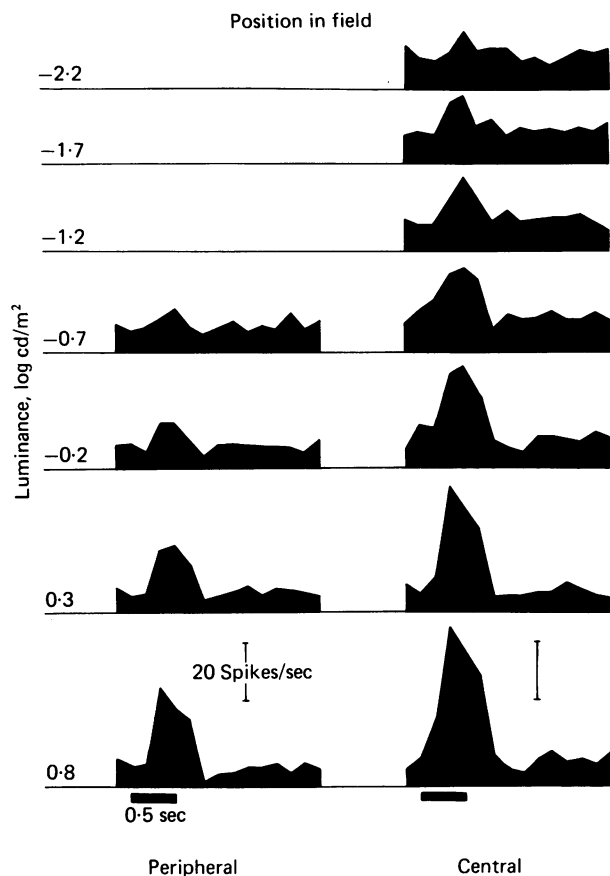 Position in field
Luminance, log cd/m²
−2·2
−1·7
−1·2
−0·7
−0·2
0·3
20 Spikes/sec
0·8
0·5 sec
Peripheral
Central